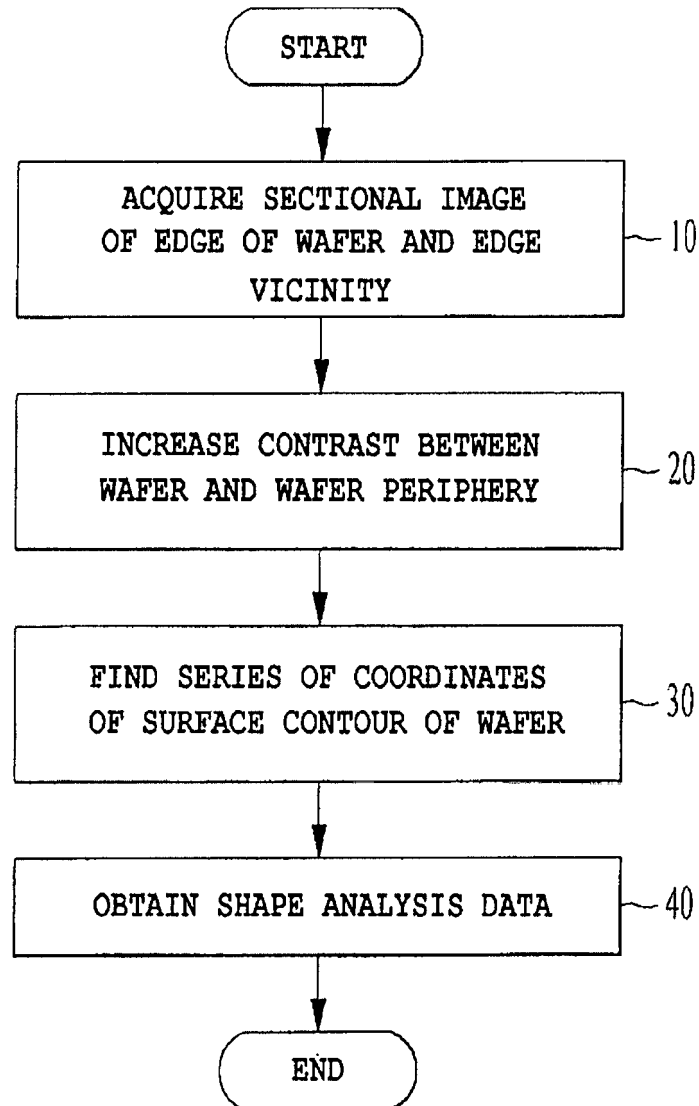 START
ACQUIRE SECTIONAL IMAGE
OF EDGE OF WAFER AND EDGE
VICINITY
10
INCREASE CONTRAST BETWEEN
WAFER AND WAFER PERIPHERY
20
FIND SERIES OF COORDINATES
OF SURFACE CONTOUR OF WAFER
30
OBTAIN SHAPE ANALYSIS DATA
40
END